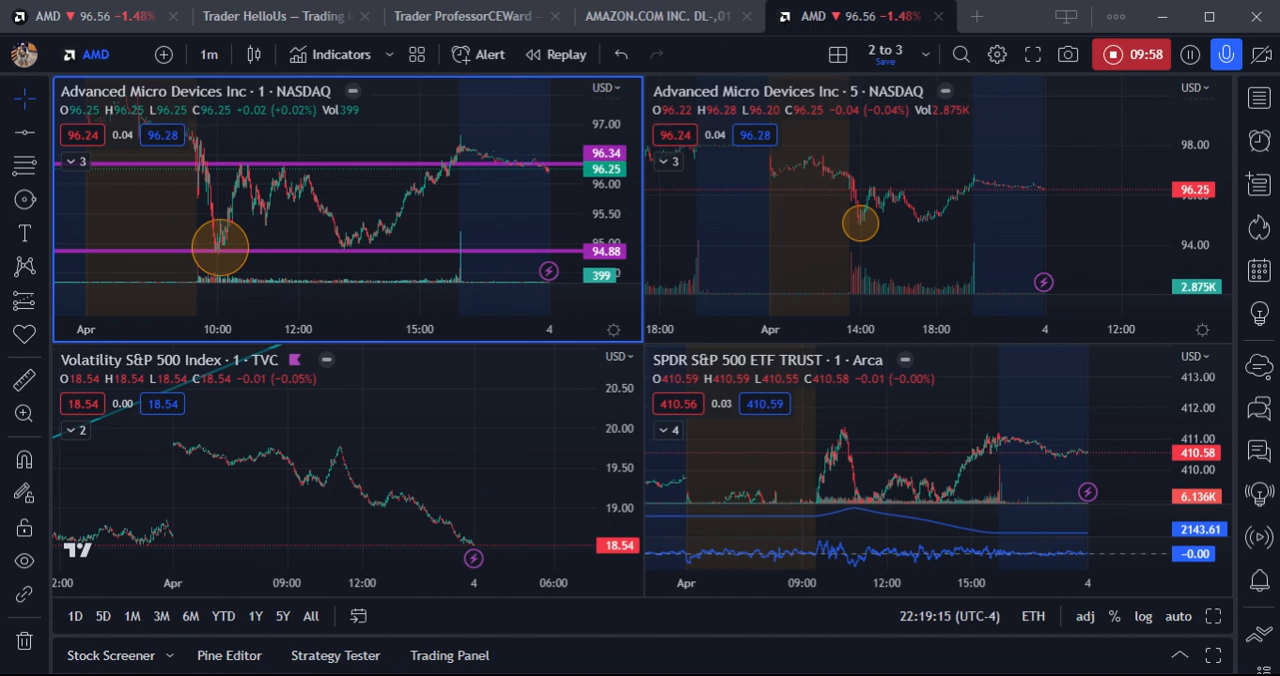 AMD ▼ 96.56 −1.48%
Trader HelloUs — Trading I
Trader ProfessorCEWard —
AMAZON.COM INC. DL-,01
AMD ▼ 96.56 −1.48%
AMD
1m
Indicators
Alert
Replay
2 to 3
Save
09:58
Advanced Micro Devices Inc · 1 · NASDAQ
USD
O96.25 H96.25 L96.25 C96.25 +0.02 (+0.02%) Vol399
96.24 0.04 96.28
3
97.00
96.34
96.25
96.00
95.50
94.88
399
Apr 10:00 12:00 15:00 4
Advanced Micro Devices Inc · 5 · NASDAQ
USD
O96.22 H96.28 L96.20 C96.25 −0.04 (−0.04%) Vol2.875K
96.24 0.04 96.28
3
98.00
96.25
94.00
2.875K
18:00 Apr 14:00 18:00 4 12:00
Volatility S&P 500 Index · 1 · TVC
USD
O18.54 H18.54 L18.54 C18.54 −0.01 (−0.05%)
18.54 0.00 18.54
2
20.50
20.00
19.50
19.00
18.54
2:00 Apr 09:00 12:00 4 06:00
SPDR S&P 500 ETF TRUST · 1 · Arca
USD
O410.59 H410.59 L410.55 C410.58 −0.01 (−0.00%)
410.56 0.03 410.59
4
413.00
412.00
411.00
410.58
410.00
6.136K
2143.61
−0.00
Apr 09:00 12:00 15:00 4
1D 5D 1M 3M 6M YTD 1Y 5Y All
22:19:15 (UTC-4) ETH adj % log auto
Stock Screener Pine Editor Strategy Tester Trading Panel